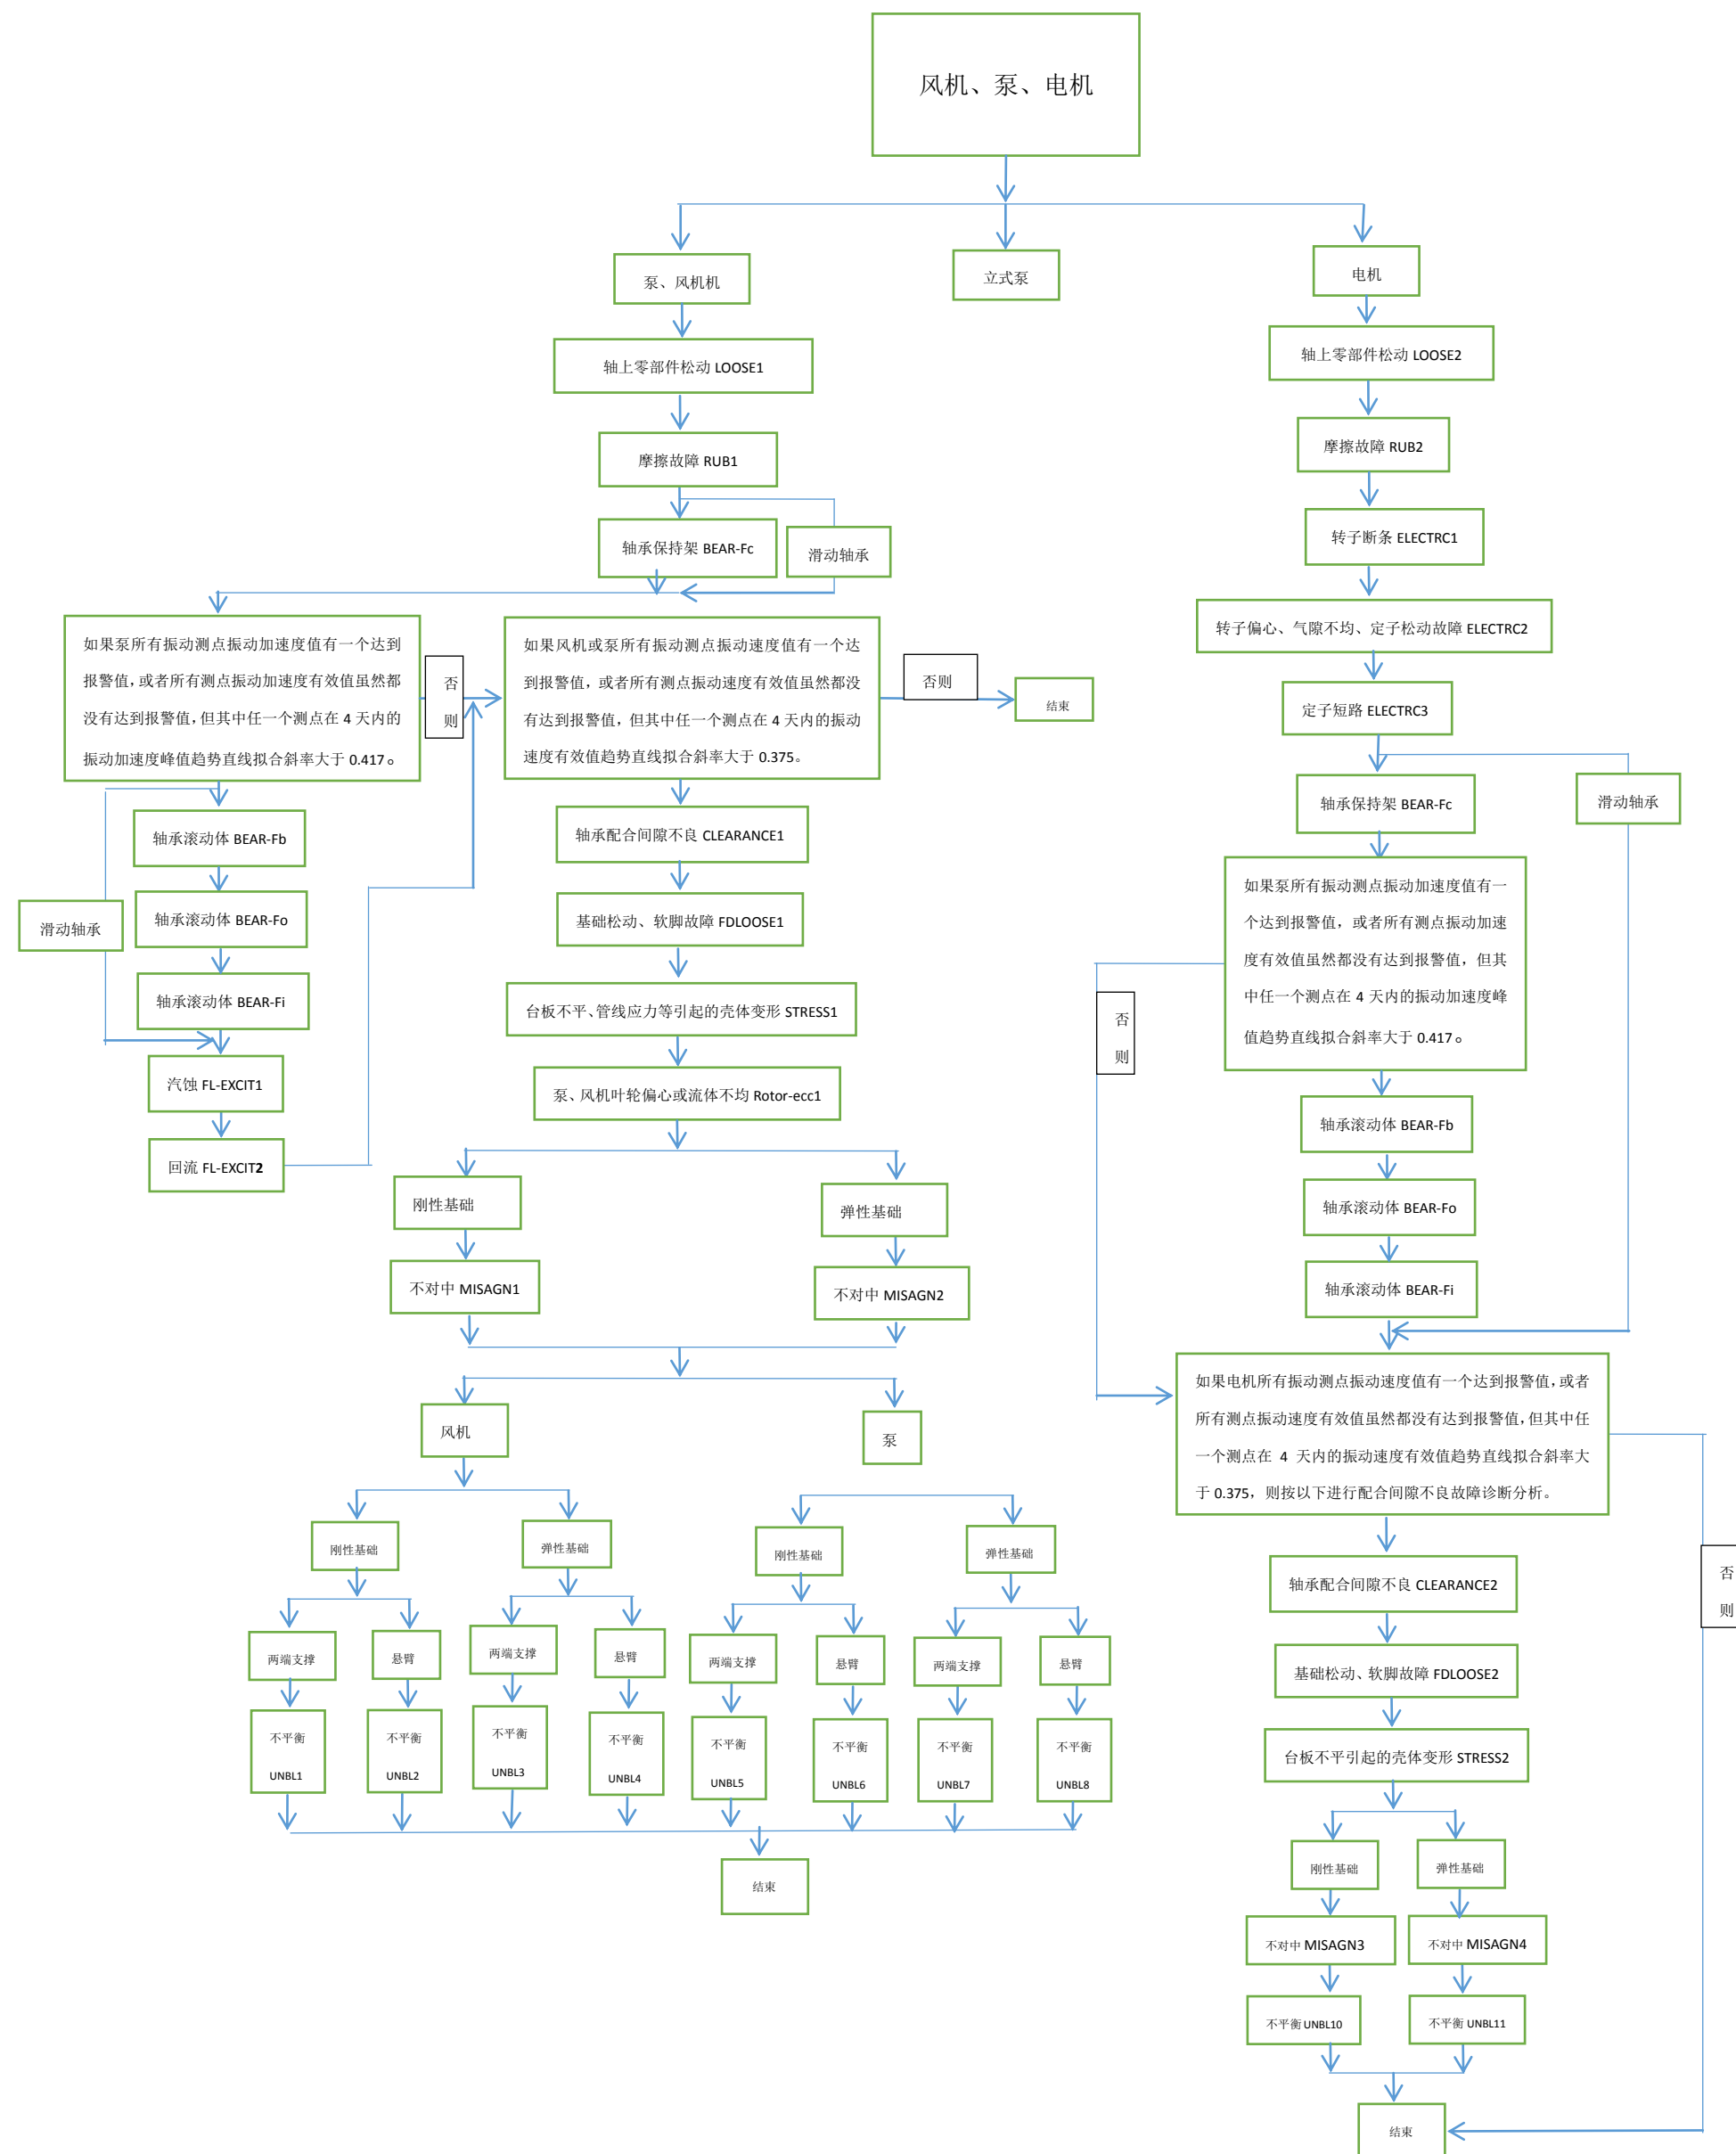 风机、泵、电机
泵、风机机
立式泵
电机
轴上零部件松动 LOOSE1
摩擦故障 RUB1
轴承保持架 BEAR-Fc
滑动轴承
如果泵所有振动测点振动加速度值有一个达到
报警值，或者所有测点振动加速度有效值虽然都
没有达到报警值，但其中任一个测点在 4 天内的
振动加速度峰值趋势直线拟合斜率大于 0.417。
否
则
如果风机或泵所有振动测点振动速度值有一个达
到报警值，或者所有测点振动速度有效值虽然都没
有达到报警值，但其中任一个测点在 4 天内的振动
速度有效值趋势直线拟合斜率大于 0.375。
否则
结束
轴承滚动体 BEAR-Fb
轴承滚动体 BEAR-Fo
滑动轴承
轴承滚动体 BEAR-Fi
汽蚀 FL-EXCIT1
回流 FL-EXCIT2
轴承配合间隙不良 CLEARANCE1
基础松动、软脚故障 FDLOOSE1
台板不平、管线应力等引起的壳体变形 STRESS1
泵、风机叶轮偏心或流体不均 Rotor-ecc1
刚性基础
弹性基础
不对中 MISAGN1
不对中 MISAGN2
风机
泵
刚性基础
弹性基础
刚性基础
弹性基础
两端支撑
悬臂
两端支撑
悬臂
两端支撑
悬臂
两端支撑
悬臂
不平衡
UNBL1
不平衡
UNBL2
不平衡
UNBL3
不平衡
UNBL4
不平衡
UNBL5
不平衡
UNBL6
不平衡
UNBL7
不平衡
UNBL8
结束
轴上零部件松动 LOOSE2
摩擦故障 RUB2
转子断条 ELECTRC1
转子偏心、气隙不均、定子松动故障 ELECTRC2
定子短路 ELECTRC3
轴承保持架 BEAR-Fc
滑动轴承
如果泵所有振动测点振动加速度值有一
个达到报警值，或者所有测点振动加速
度有效值虽然都没有达到报警值，但其
中任一个测点在 4 天内的振动加速度峰
值趋势直线拟合斜率大于 0.417。
否
则
轴承滚动体 BEAR-Fb
轴承滚动体 BEAR-Fo
轴承滚动体 BEAR-Fi
如果电机所有振动测点振动速度值有一个达到报警值，或者
所有测点振动速度有效值虽然都没有达到报警值，但其中任
一个测点在 4 天内的振动速度有效值趋势直线拟合斜率大
于 0.375，则按以下进行配合间隙不良故障诊断分析。
否
则
轴承配合间隙不良 CLEARANCE2
基础松动、软脚故障 FDLOOSE2
台板不平引起的壳体变形 STRESS2
刚性基础
弹性基础
不对中 MISAGN3
不对中 MISAGN4
不平衡 UNBL10
不平衡 UNBL11
结束